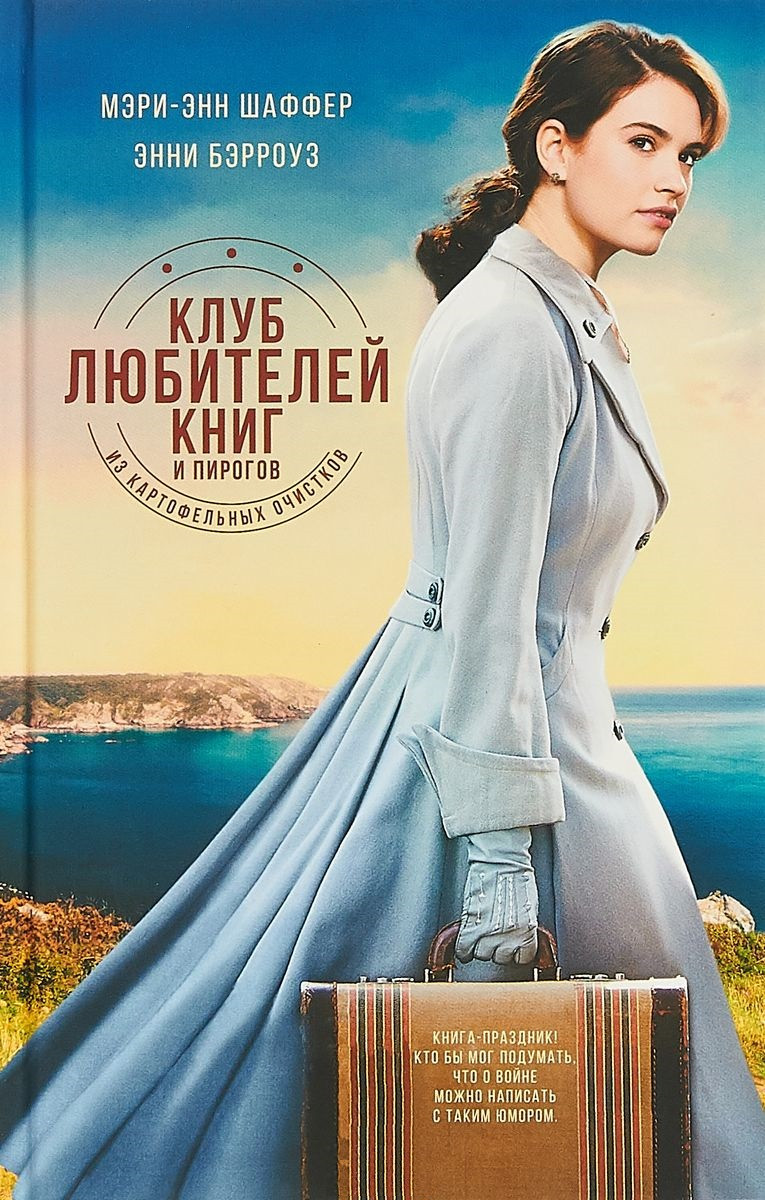 МЭРИ-ЭНН ШАФФЕР
ЭННИ БЭРРОУЗ
КЛУБ
ЛЮБИТЕЛЕЙ
КНИГ
И ПИРОГОВ
ИЗ КАРТОФЕЛЬНЫХ ОЧИСТКОВ
КНИГА-ПРАЗДНИК!
КТО БЫ МОГ ПОДУМАТЬ,
ЧТО О ВОЙНЕ
МОЖНО НАПИСАТЬ
С ТАКИМ ЮМОРОМ.